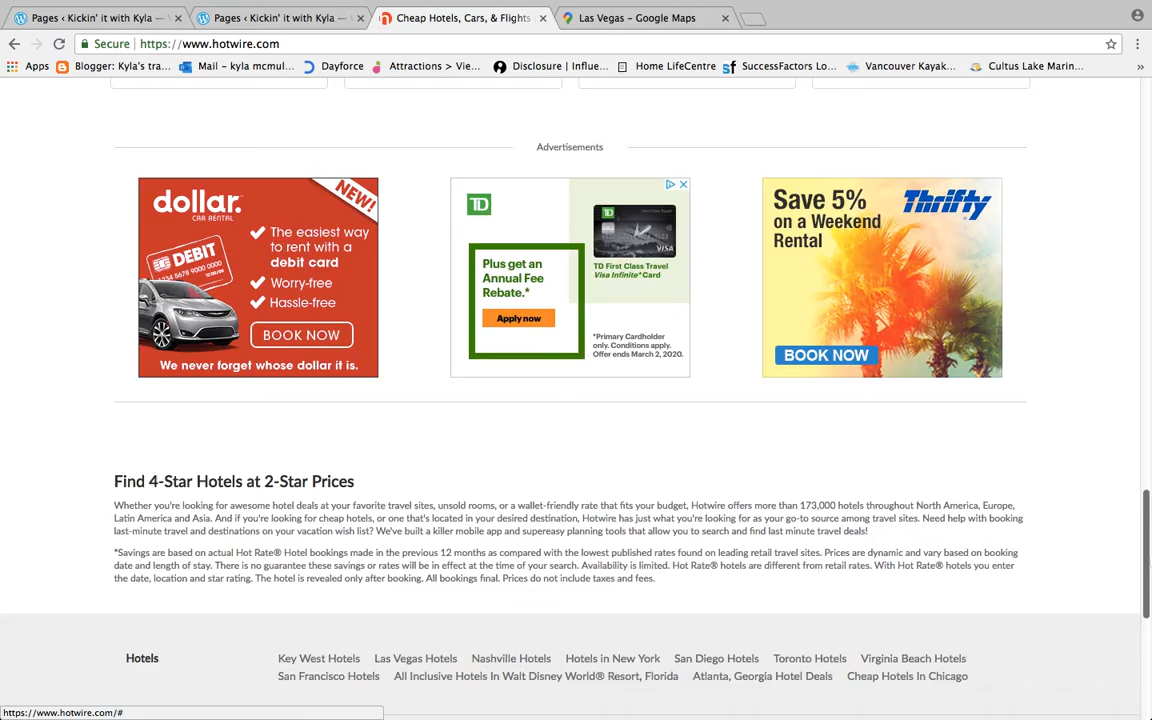 Pages ‹ Kickin' it with Kyla —
Pages ‹ Kickin' it with Kyla —
Cheap Hotels, Cars, & Flights
Las Vegas - Google Maps
Secure
https://www.hotwire.com
Apps
Blogger: Kyla's tra...
Mail – kyla mcmul...
Dayforce
Attractions > Vie...
Disclosure | Influe...
Home LifeCentre
SuccessFactors Lo...
Vancouver Kayak...
Cultus Lake Marin...
Advertisements
dollar.
CAR RENTAL
NEW!
The easiest way
to rent with a
debit card
DEBIT
1234 5678 9000 0000
Worry-free
Hassle-free
BOOK NOW
We never forget whose dollar it is.
TD
Plus get an
Annual Fee
Rebate.*
Apply now
TD
VISA
TD First Class Travel
Visa Infinite* Card
*Primary Cardholder
only. Conditions apply.
Offer ends March 2, 2020.
Save 5%
on a Weekend
Rental
Thrifty
BOOK NOW
Find 4-Star Hotels at 2-Star Prices
Whether you're looking for awesome hotel deals at your favorite travel sites, unsold rooms, or a wallet-friendly rate that fits your budget, Hotwire offers more than 173,000 hotels throughout North America, Europe,
Latin America and Asia. And if you're looking for cheap hotels, or one that's located in your desired destination, Hotwire has just what you're looking for as your go-to source among travel sites. Need help with booking
last-minute travel and destinations on your vacation wish list? We've built a killer mobile app and supereasy planning tools that allow you to search and find last minute travel deals!
*Savings are based on actual Hot Rate® Hotel bookings made in the previous 12 months as compared with the lowest published rates found on leading retail travel sites. Prices are dynamic and vary based on booking
date and length of stay. There is no guarantee these savings or rates will be in effect at the time of your search. Availability is limited. Hot Rate® hotels are different from retail rates. With Hot Rate® hotels you enter
the date, location and star rating. The hotel is revealed only after booking. All bookings final. Prices do not include taxes and fees.
Hotels
Key West Hotels
Las Vegas Hotels
Nashville Hotels
Hotels in New York
San Diego Hotels
Toronto Hotels
Virginia Beach Hotels
San Francisco Hotels
All Inclusive Hotels In Walt Disney World® Resort, Florida
Atlanta, Georgia Hotel Deals
Cheap Hotels In Chicago
https://www.hotwire.com/#